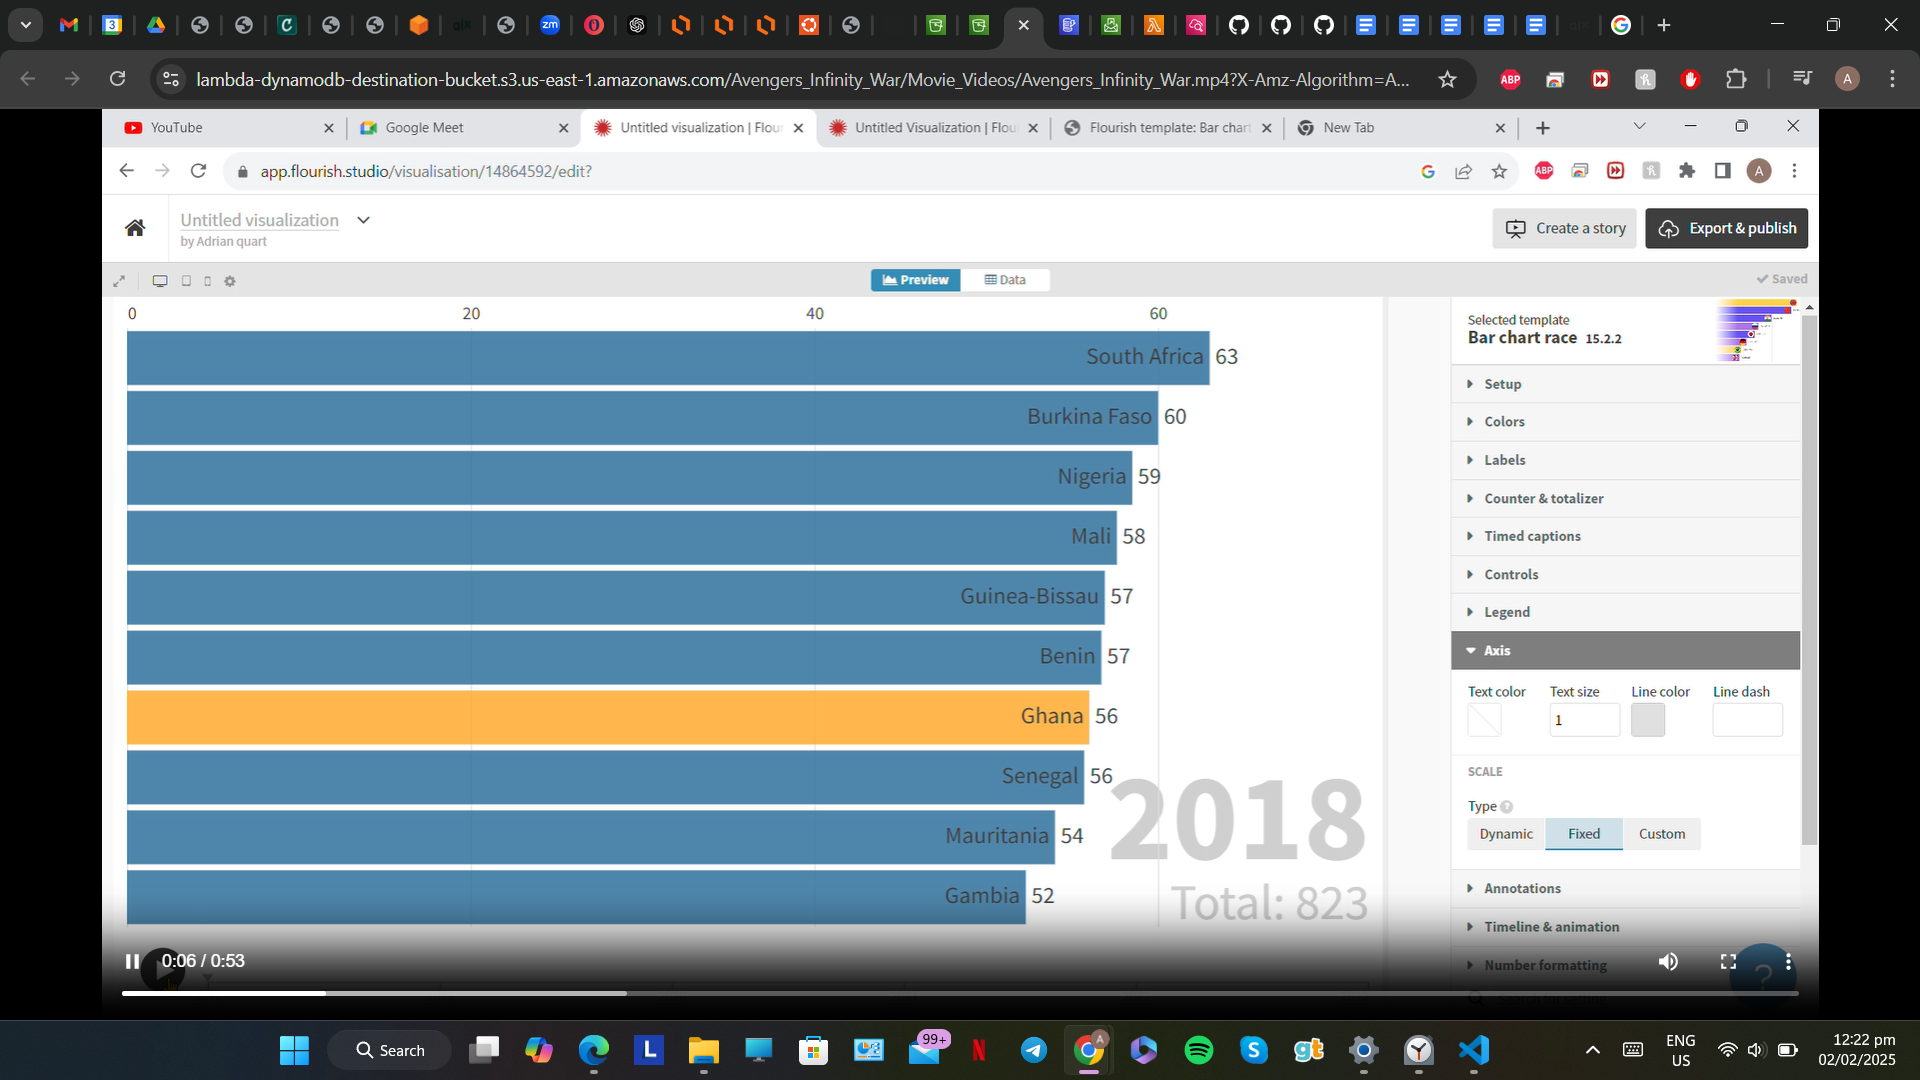 lambda-dynamodb-destination-bucket.s3.us-east-1.amazonaws.com/Avengers_Infinity_War/Movie_Videos/Avengers_Infinity_War.mp4?X-Amz-Algorithm=A...
YouTube
Google Meet
Untitled visualization | Flou
Untitled Visualization | Flou
Flourish template: Bar chart
New Tab
app.flourish.studio/visualisation/14864592/edit?
Untitled visualization
by Adrian quart
Create a story
Export & publish
Preview
Data
Saved
0 20 40 60
South Africa 63
Burkina Faso 60
Nigeria 59
Mali 58
Guinea-Bissau 57
Benin 57
Ghana 56
Senegal 56
Mauritania 54
Gambia 52
2018
Total: 823
Selected template
Bar chart race 15.2.2
Setup
Colors
Labels
Counter & totalizer
Timed captions
Controls
Legend
Axis
Text color Text size Line color Line dash
1
SCALE
Type
Dynamic Fixed Custom
Annotations
Timeline & animation
Number formatting
0:06 / 0:53
Search
99+
ENG
US
12:22 pm
02/02/2025